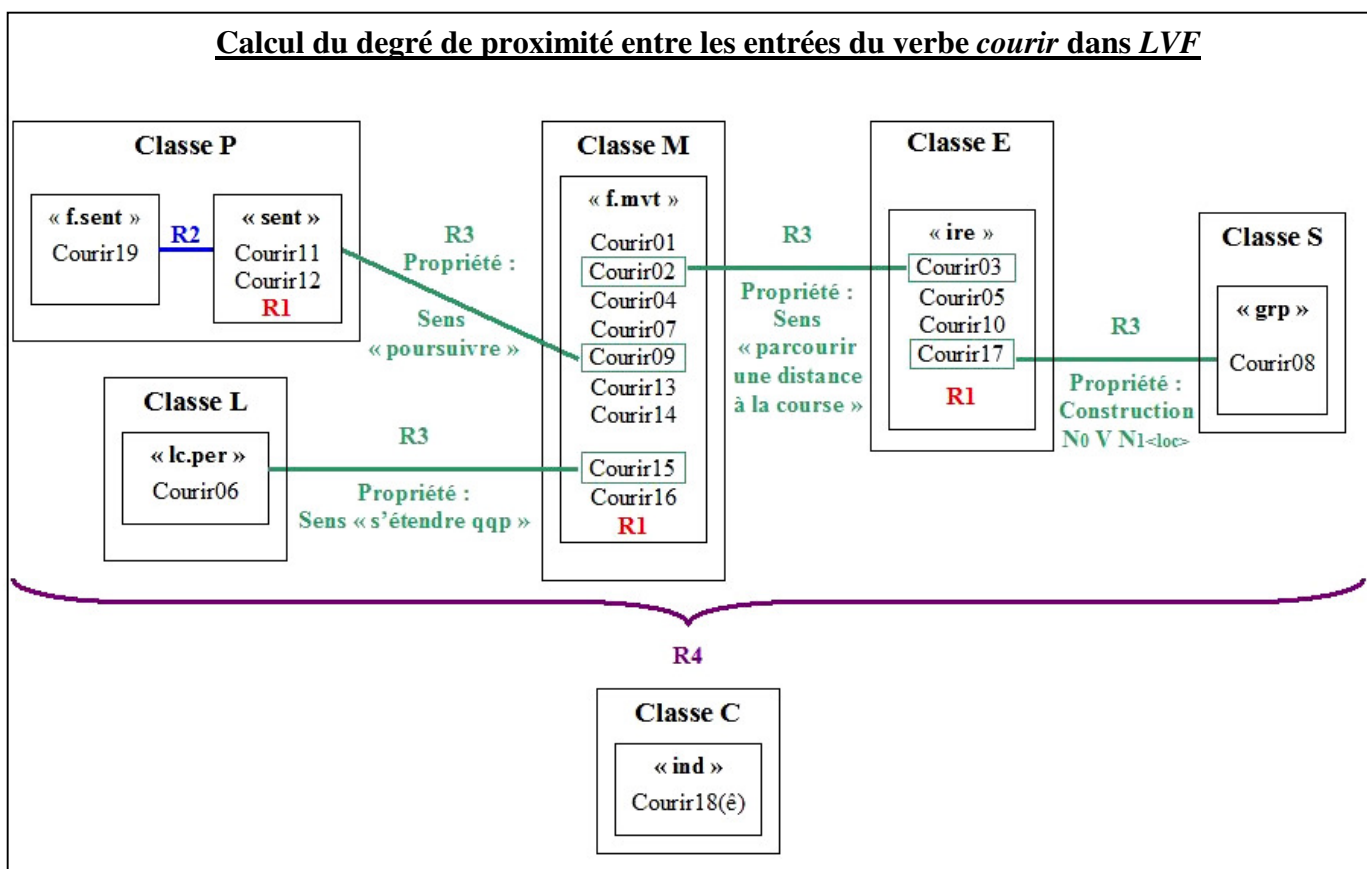 Calcul du degré de proximité entre les entrées du verbe courir dans LVF
Classe P
« f.sent »
Courir19
R2
« sent »
Courir11
Courir12
R1
R3
Propriété :
Sens
« poursuivre »
Classe L
« lc.per »
Courir06
R3
Propriété :
Sens « s’étendre qqp »
Classe M
« f.mvt »
Courir01
Courir02
Courir04
Courir07
Courir09
Courir13
Courir14
Courir15
Courir16
R1
R3
Propriété :
Sens
« parcourir
une distance
à la course »
Classe E
« ire »
Courir03
Courir05
Courir10
Courir17
R1
R3
Propriété :
Construction
N0 V N1<loc>
Classe S
« grp »
Courir08
R4
Classe C
« ind »
Courir18(ê)